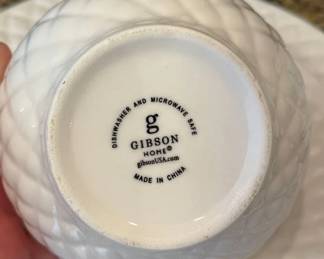 DISHWASHER AND MICROWAVE SAFE
g
GIBSON
HOME®
gibsonUSA.com
MADE IN CHINA